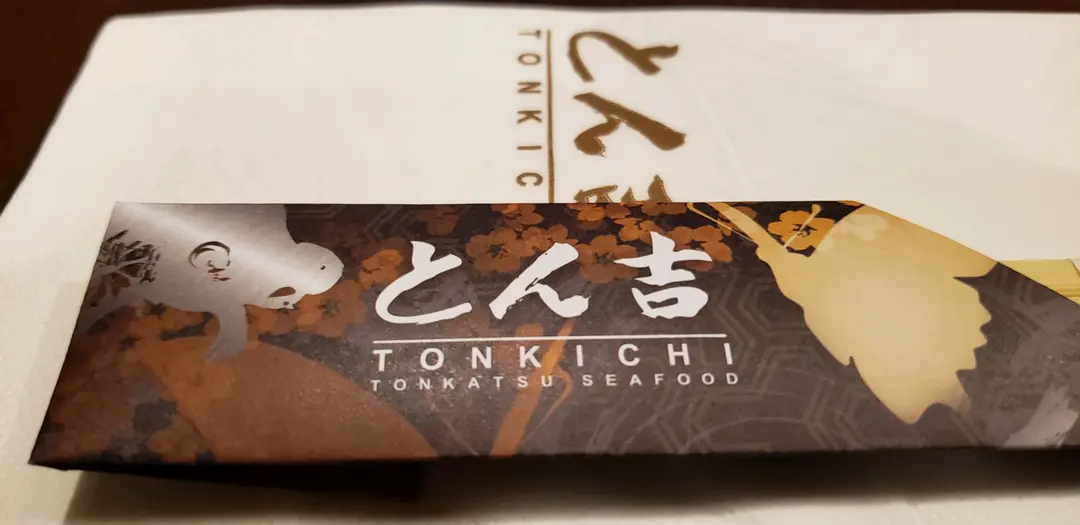 とん
TONKIC
とん吉
TONKICHI
TONKATSU SEAFOOD